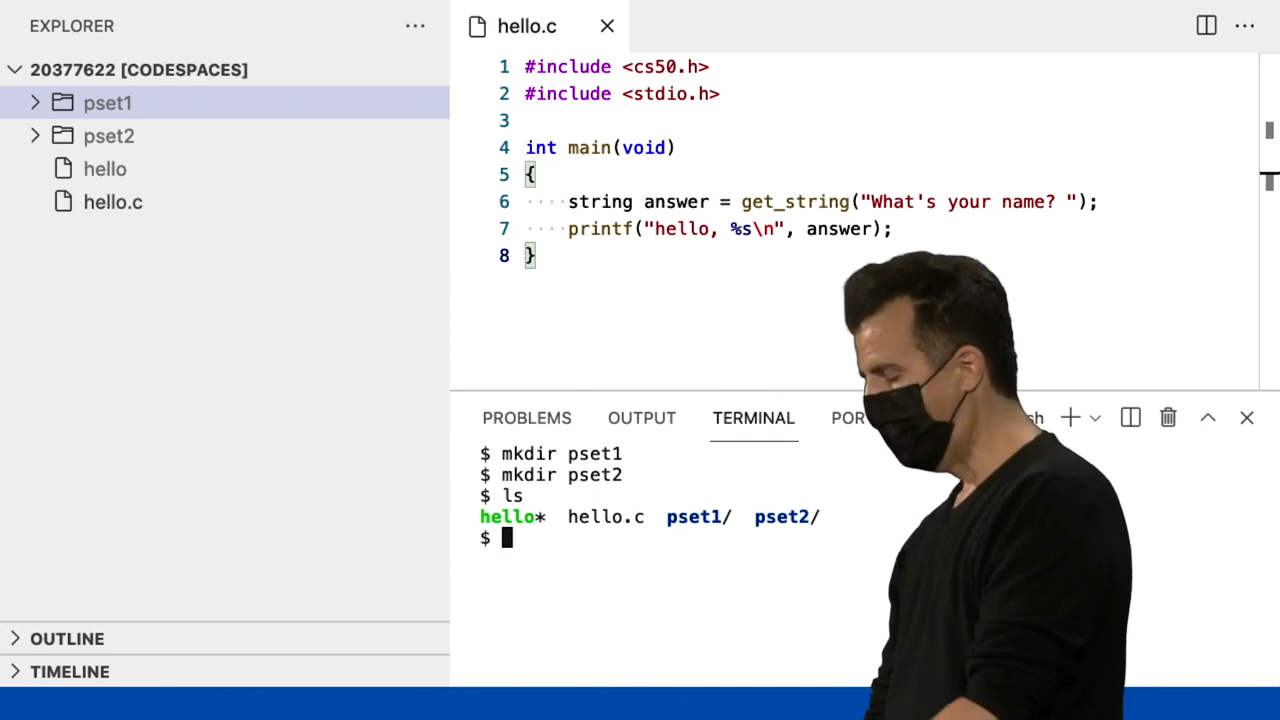 EXPLORER
20377622 [CODESPACES]
pset1
pset2
hello
hello.c
OUTLINE
TIMELINE
hello.c
1 #include <cs50.h>
2 #include <stdio.h>
3
4 int main(void)
5 {
6 ····string answer = get_string("What's your name? ");
7 ····printf("hello, %s\n", answer);
8 }
PROBLEMS OUTPUT TERMINAL
$ mkdir pset1
$ mkdir pset2
$ ls
hello* hello.c pset1/ pset2/
$